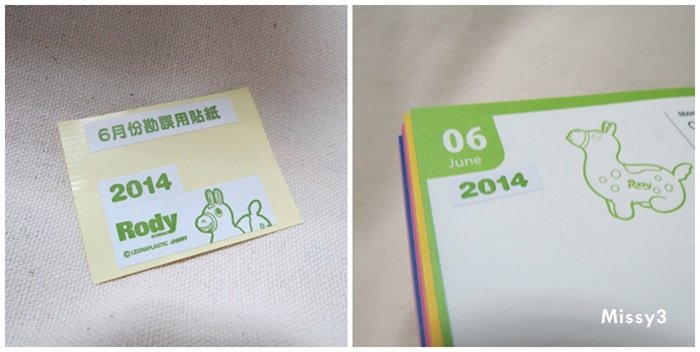 6月份勘誤用貼紙
2014
Rody
©LEDRAPLASTIC JAMMY
06
June
2014
Rody
Missy3